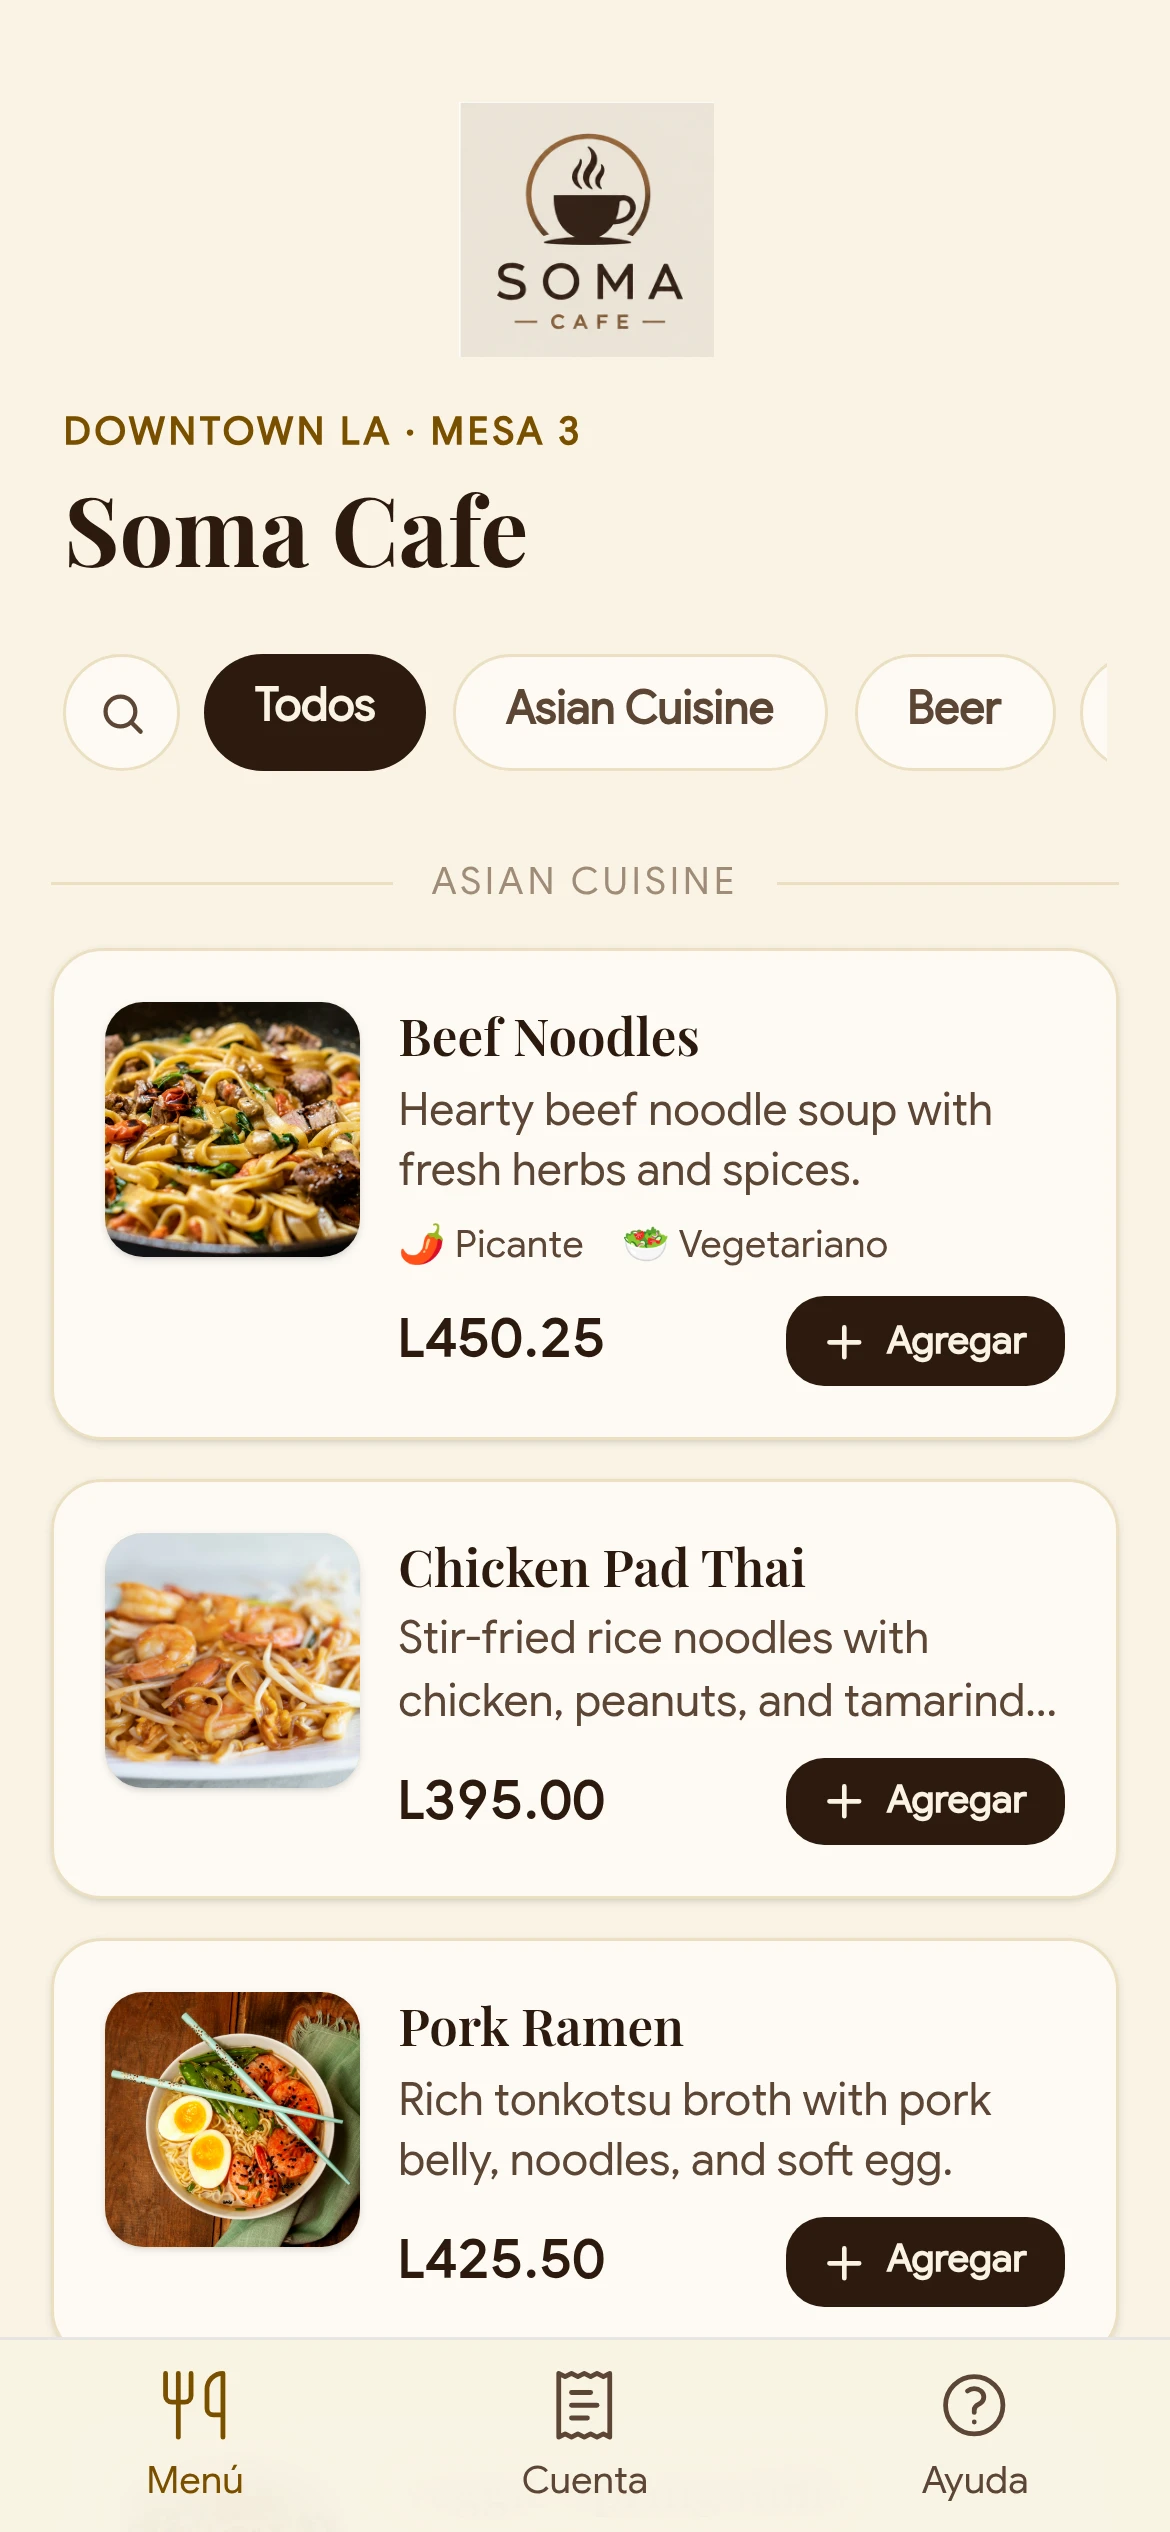 SOMA
CAFE
DOWNTOWN LA · MESA 3
Soma Cafe
Todos
Asian Cuisine
Beer
ASIAN CUISINE
Beef Noodles
Hearty beef noodle soup with
fresh herbs and spices.
🌶️ Picante 🥗 Vegetariano
L450.25
+ Agregar
Chicken Pad Thai
Stir-fried rice noodles with
chicken, peanuts, and tamarind...
L395.00
+ Agregar
Pork Ramen
Rich tonkotsu broth with pork
belly, noodles, and soft egg.
L425.50
+ Agregar
Menú
Cuenta
Ayuda